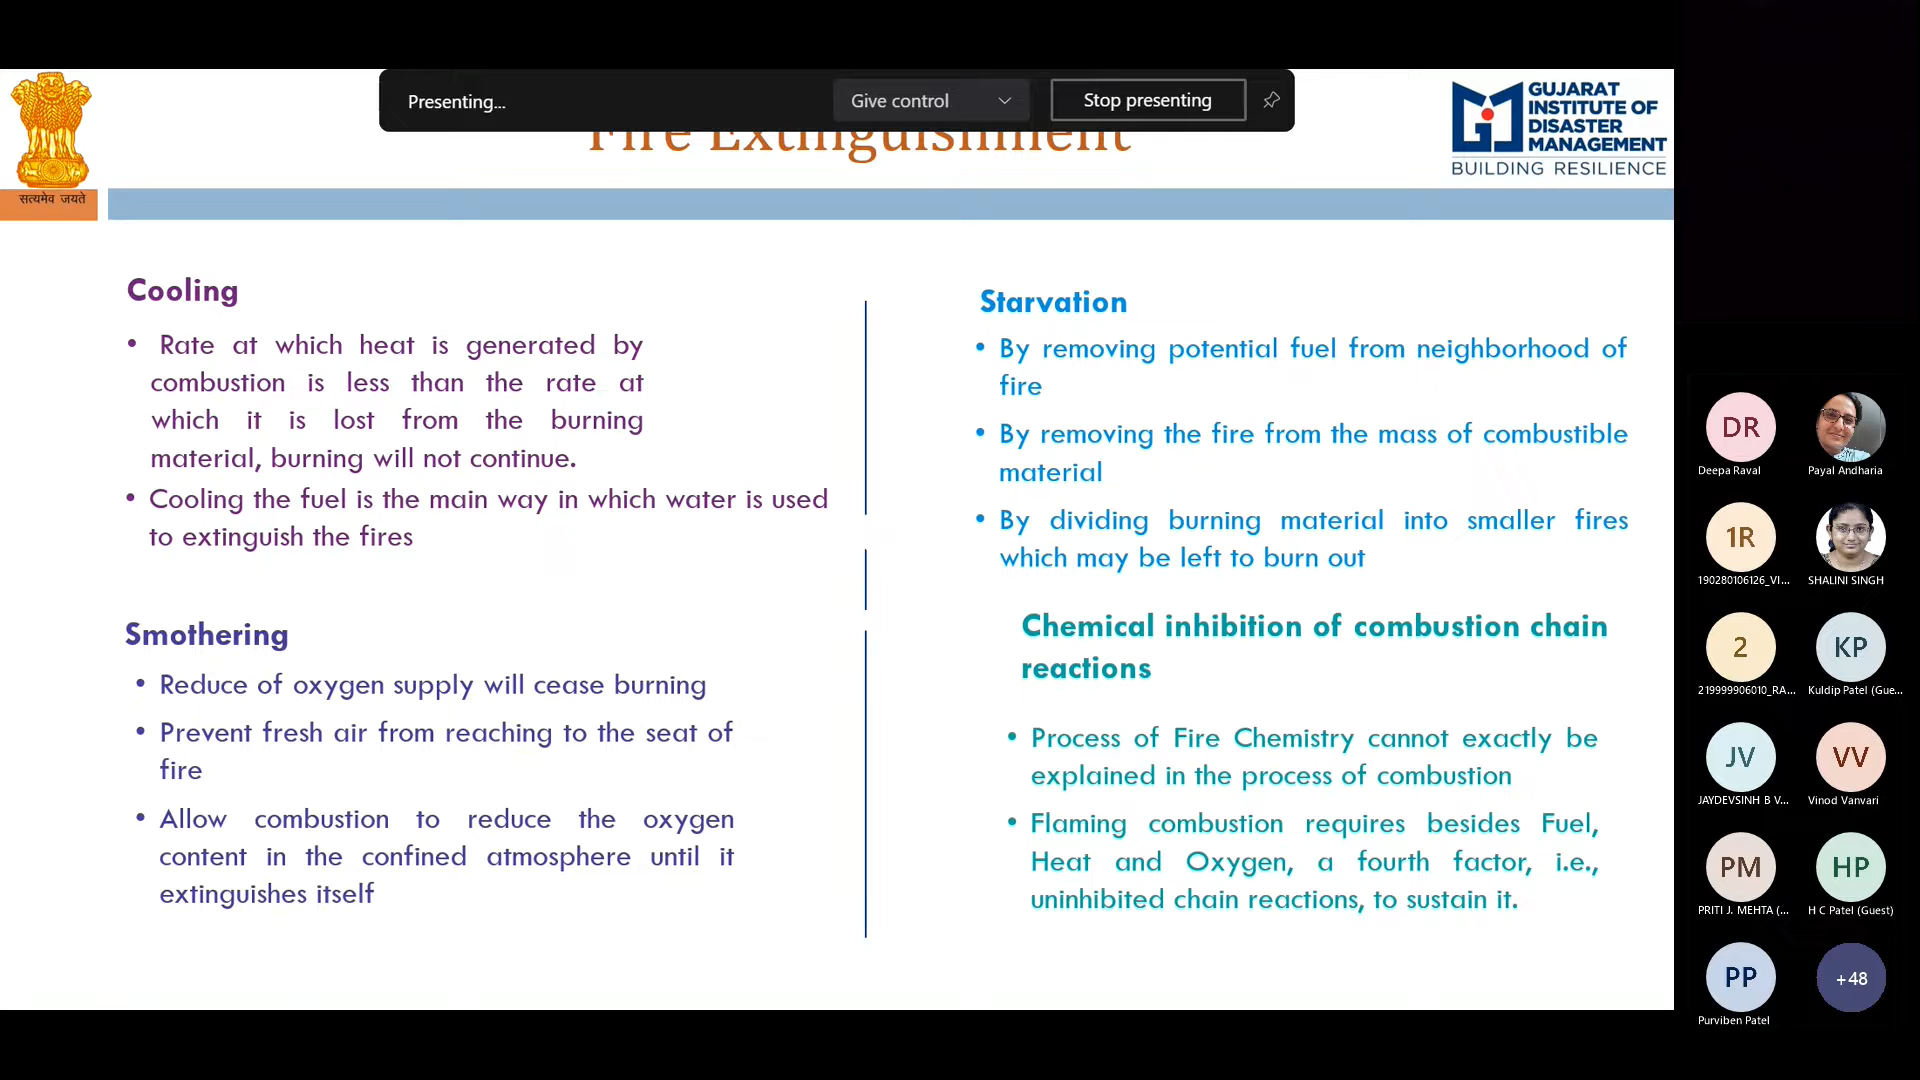 Presenting...
Give control
Stop presenting
Fire Extinguishment
सत्यमेव जयते
GUJARAT
INSTITUTE OF
DISASTER
MANAGEMENT
BUILDING RESILIENCE
Cooling
• Rate at which heat is generated by
combustion is less than the rate at
which it is lost from the burning
material, burning will not continue.
• Cooling the fuel is the main way in which water is used
to extinguish the fires
Smothering
• Reduce of oxygen supply will cease burning
• Prevent fresh air from reaching to the seat of
fire
• Allow combustion to reduce the oxygen
content in the confined atmosphere until it
extinguishes itself
Starvation
• By removing potential fuel from neighborhood of
fire
• By removing the fire from the mass of combustible
material
• By dividing burning material into smaller fires
which may be left to burn out
Chemical inhibition of combustion chain
reactions
• Process of Fire Chemistry cannot exactly be
explained in the process of combustion
• Flaming combustion requires besides Fuel,
Heat and Oxygen, a fourth factor, i.e.,
uninhibited chain reactions, to sustain it.
DR
Deepa Raval
Payal Andharia
1R
190280106126_VI...
SHALINI SINGH
2
219999906010_RA...
KP
Kuldip Patel (Gue...
JV
JAYDEVSINH B V...
VV
Vinod Vanvari
PM
PRITI J. MEHTA (...
HP
H C Patel (Guest)
PP
Purviben Patel
+48